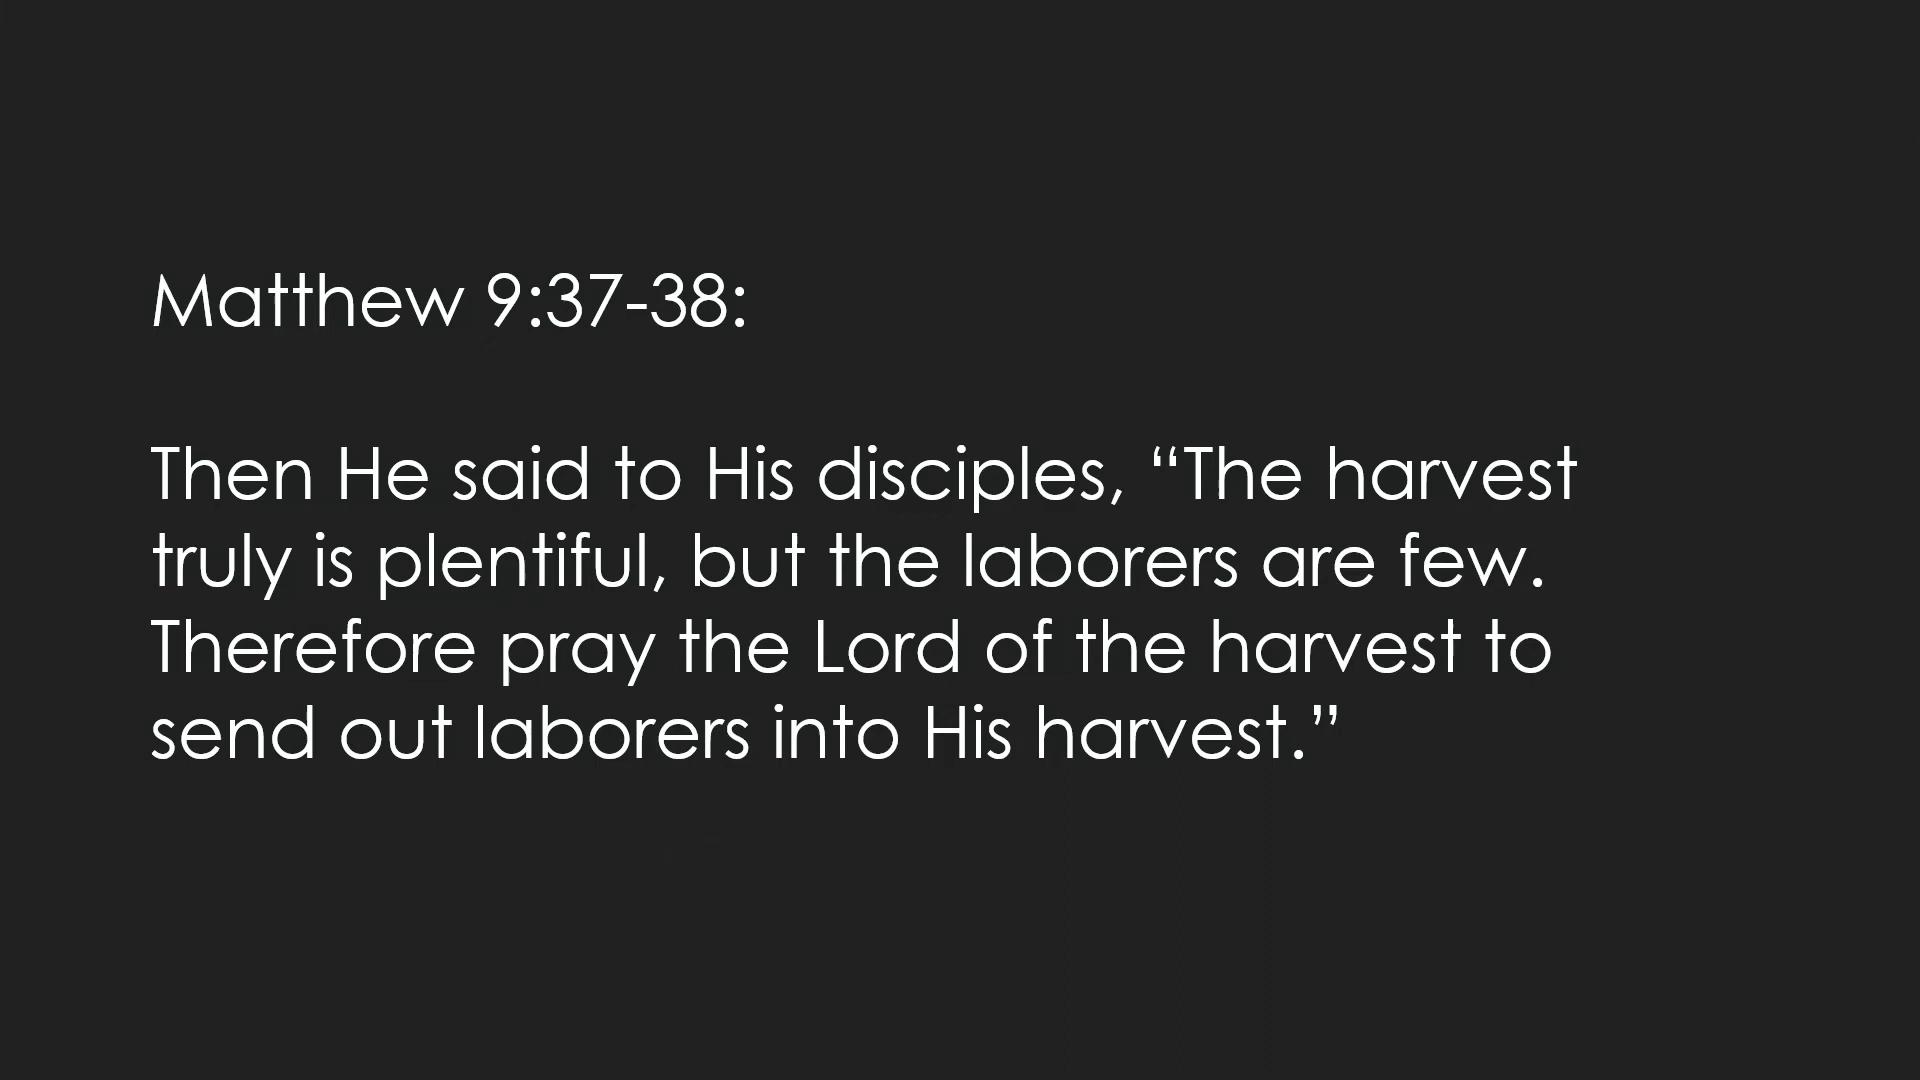 Matthew 9:37-38:
Then He said to His disciples, “The harvest
truly is plentiful, but the laborers are few.
Therefore pray the Lord of the harvest to
send out laborers into His harvest.”